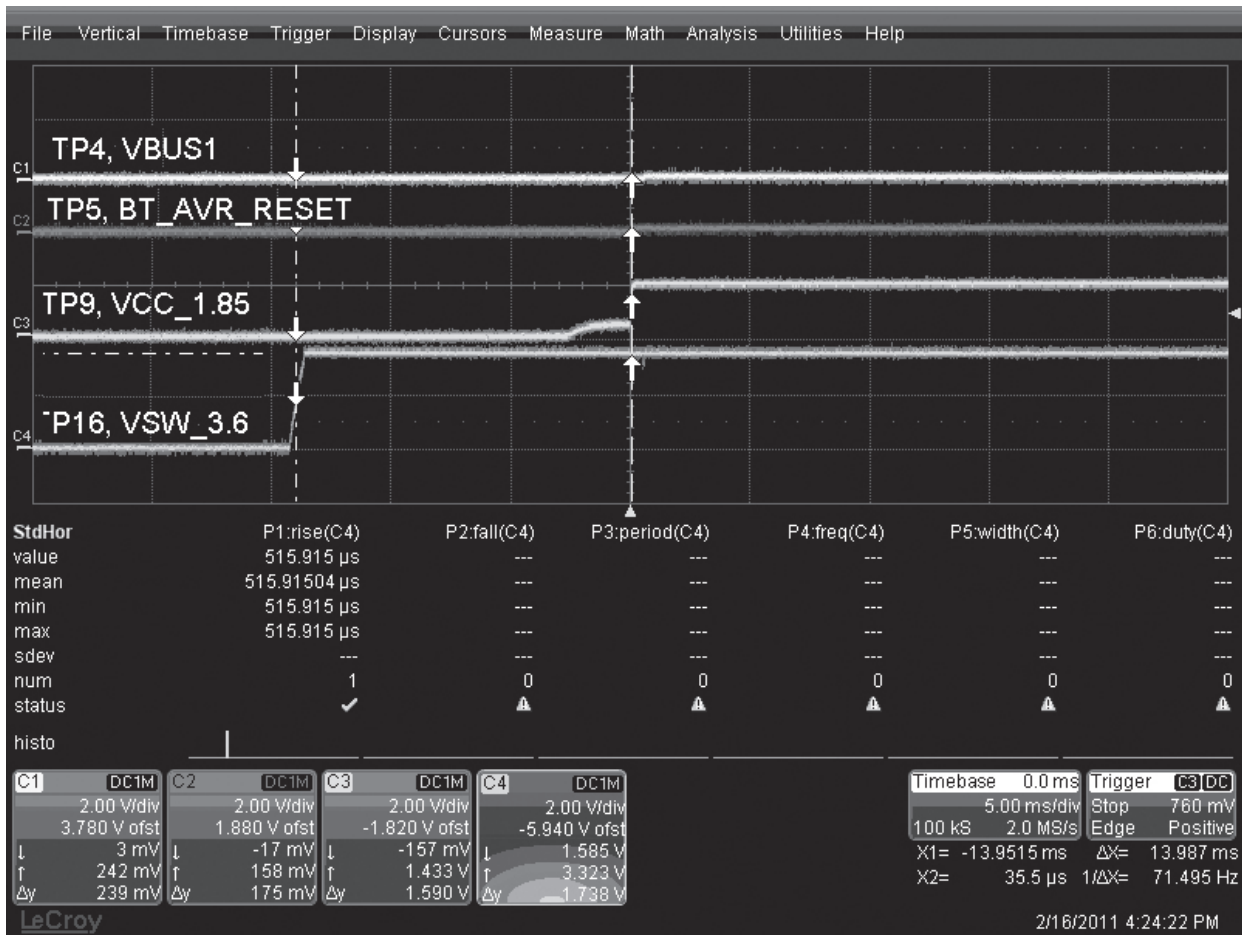 File Vertical Timebase Trigger Display Cursors Measure Math Analysis Utilities Help
TP4, VBUS1
C1
TP5, BT_AVR_RESET
C2
TP9, VCC_1.85
C3
P16, VSW_3.6
C4
StdHor P1:rise(C4) P2:fall(C4) P3:period(C4) P4:freq(C4) P5:width(C4) P6:duty(C4)
value 515.915 µs --- --- --- --- ---
mean 515.91504 µs --- --- --- --- ---
min 515.915 µs --- --- --- --- ---
max 515.915 µs --- --- --- --- ---
sdev --- --- --- --- --- ---
num 1 0 0 0 0 0
status
histo
C1 DC1M C2 DC1M C3 DC1M C4 DC1M Timebase 0.0 ms Trigger C3 DC
2.00 V/div 2.00 V/div 2.00 V/div 2.00 V/div 5.00 ms/div Stop 760 mV
3.780 V ofst 1.880 V ofst -1.820 V ofst -5.940 V ofst 100 kS 2.0 MS/s Edge Positive
↓ 3 mV ↓ -17 mV ↓ -157 mV ↓ 1.585 V X1= -13.9515 ms ΔX= 13.987 ms
↑ 242 mV ↑ 158 mV ↑ 1.433 V ↑ 3.323 V X2= 35.5 µs 1/ΔX= 71.495 Hz
Δy 239 mV Δy 175 mV Δy 1.590 V Δy 1.738 V
LeCroy 2/16/2011 4:24:22 PM